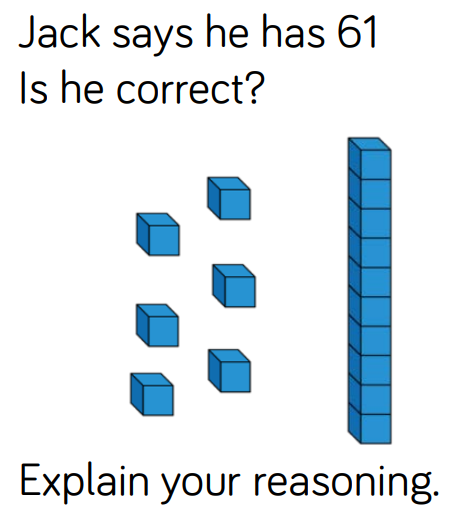 Jack says he has 61
Is he correct?
Explain your reasoning.